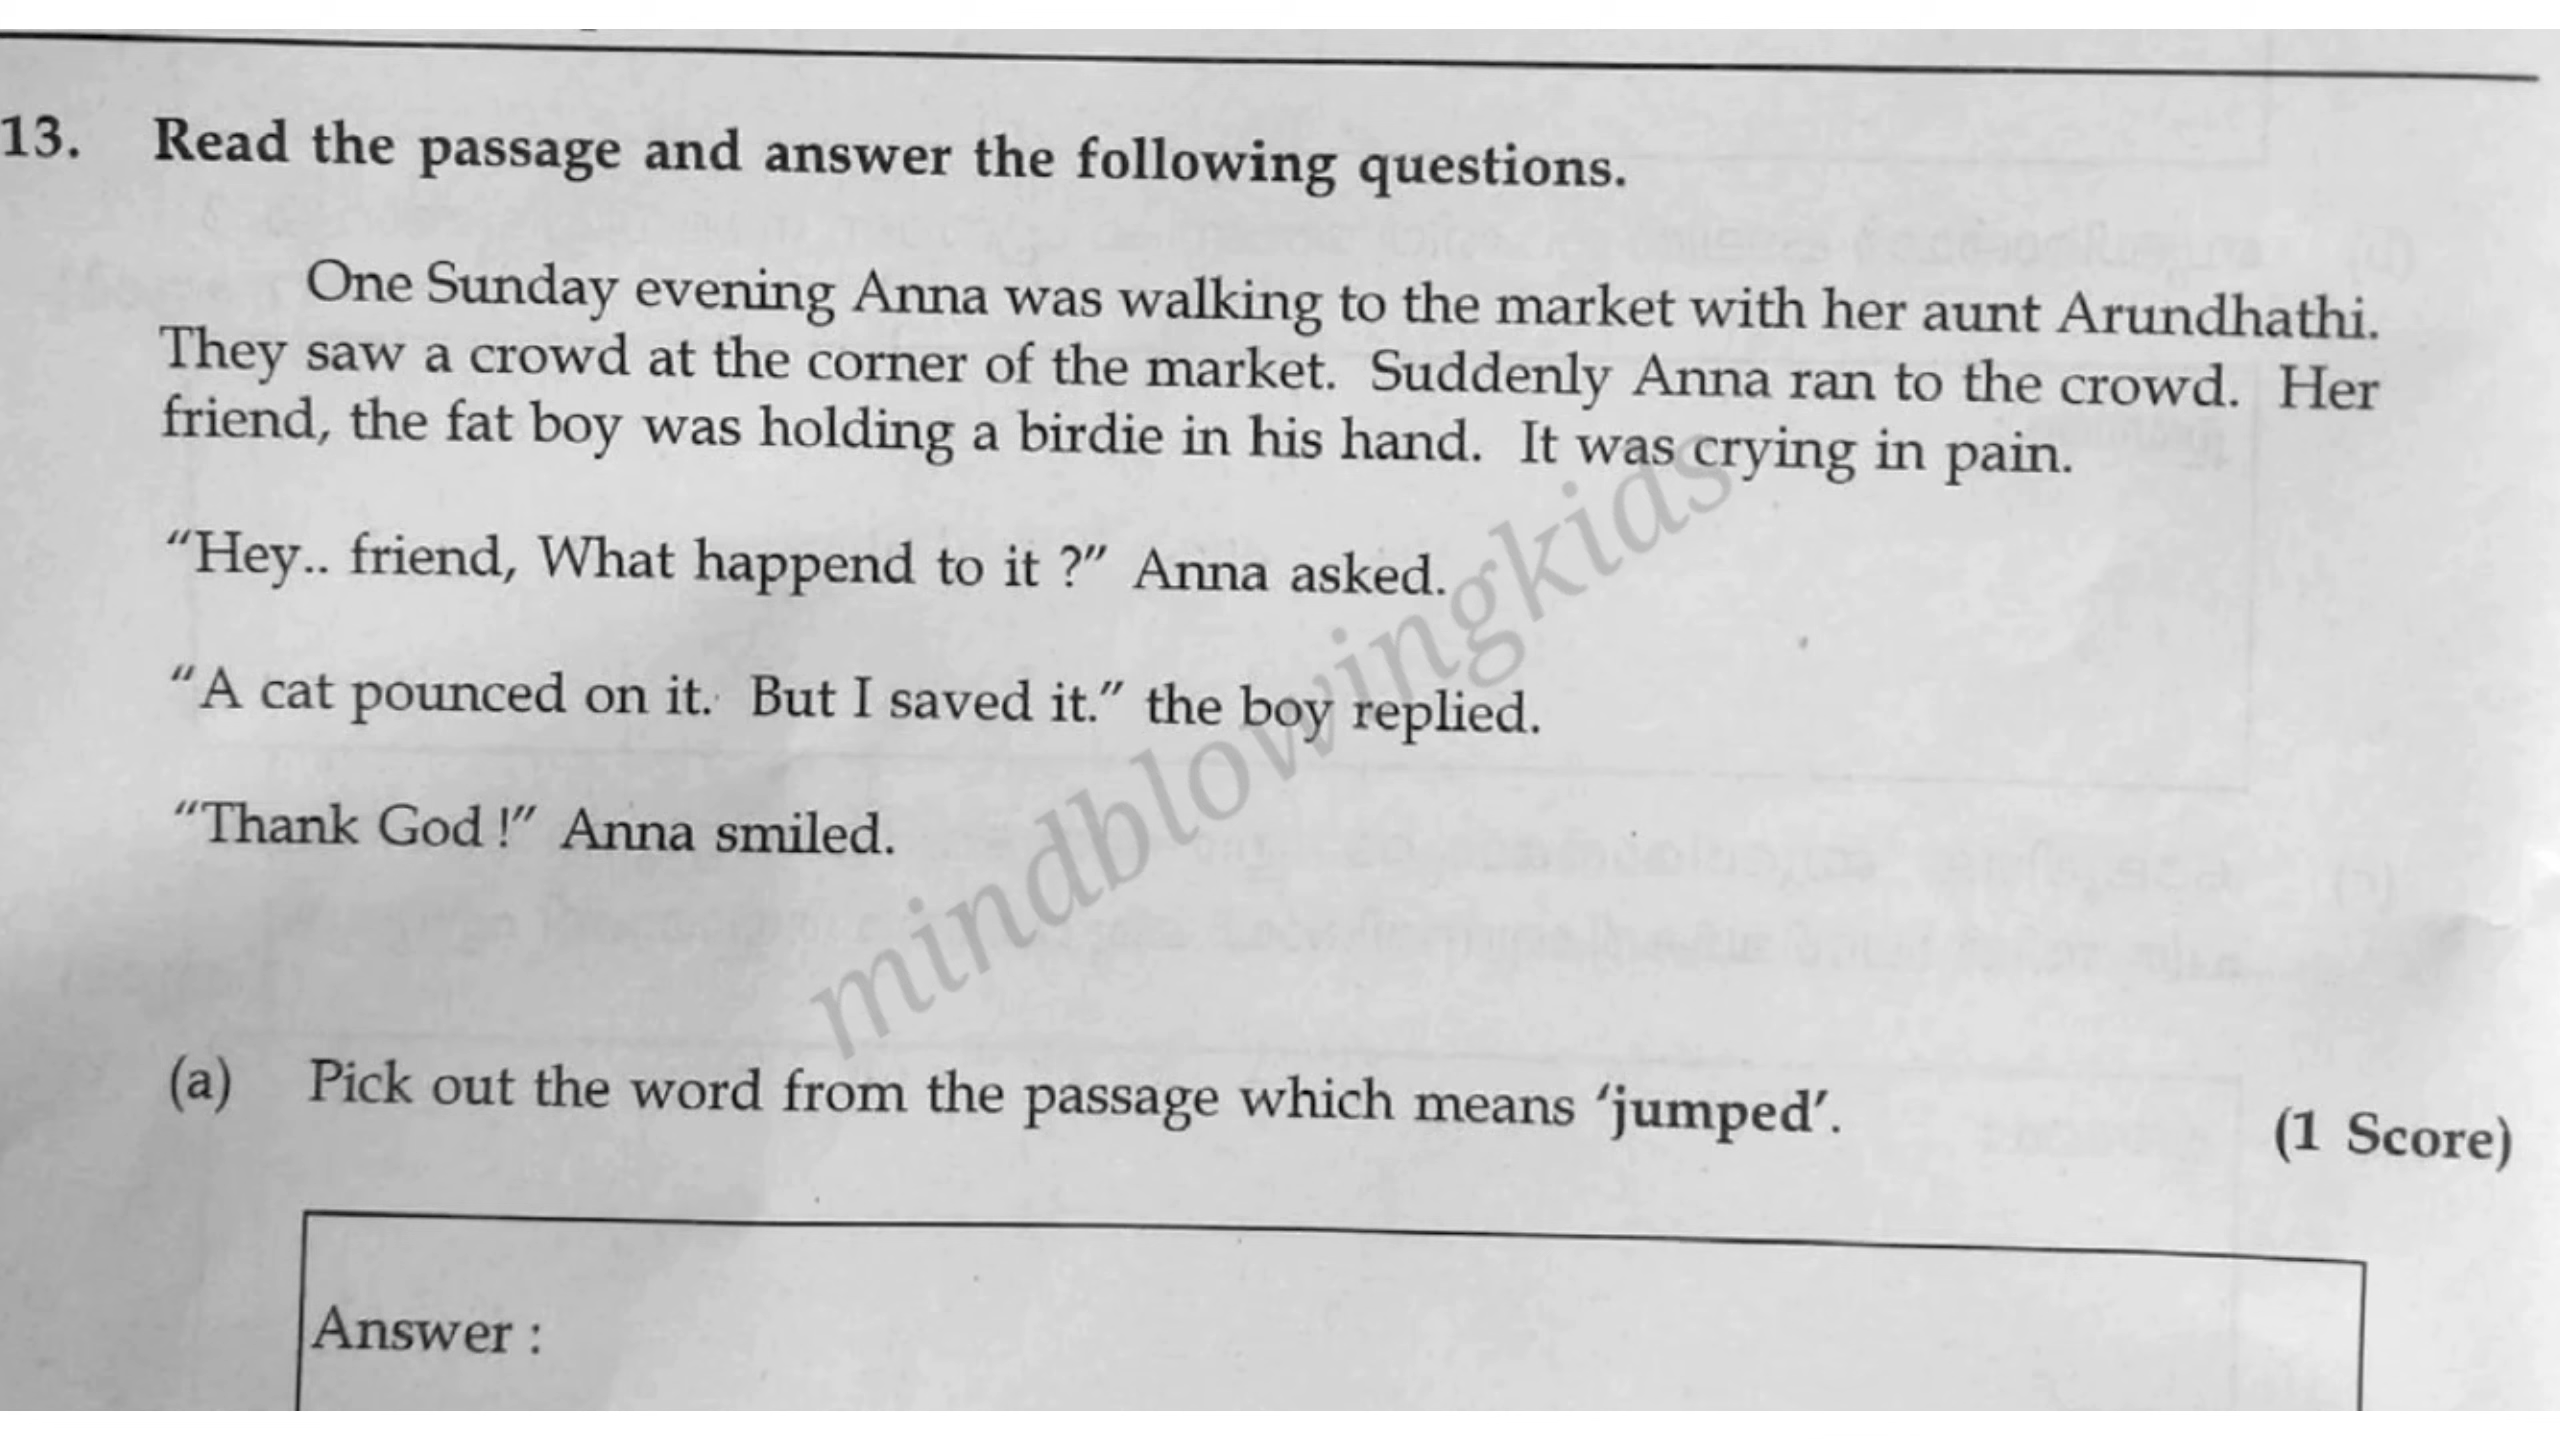 13. Read the passage and answer the following questions.
One Sunday evening Anna was walking to the market with her aunt Arundhathi.
They saw a crowd at the corner of the market. Suddenly Anna ran to the crowd. Her
friend, the fat boy was holding a birdie in his hand. It was crying in pain.
“Hey.. friend, What happend to it ?” Anna asked.
“A cat pounced on it. But I saved it.” the boy replied.
“Thank God !” Anna smiled.
mindblowingkids
(a) Pick out the word from the passage which means ‘jumped’.
(1 Score)
Answer :